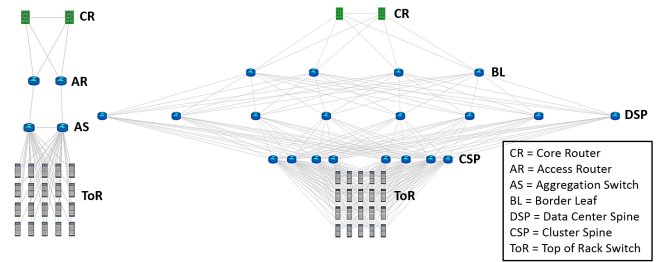 CR
AR
AS
ToR
CR
BL
DSP
CSP
ToR
CR = Core Router
AR = Access Router
AS = Aggregation Switch
BL = Border Leaf
DSP = Data Center Spine
CSP = Cluster Spine
ToR = Top of Rack Switch